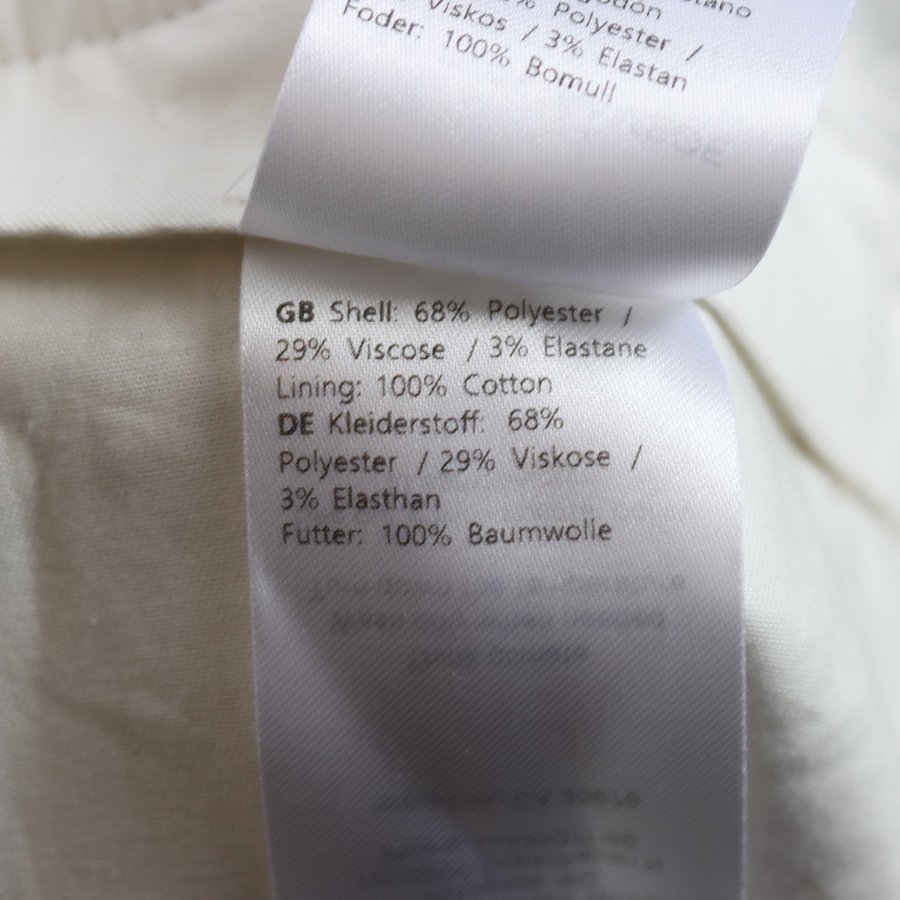 % Polyester /
Viskos / 3% Elastan
Foder: 100% Bomull
GB Shell: 68% Polyester /
29% Viscose / 3% Elastane
Lining: 100% Cotton
DE Kleiderstoff: 68%
Polyester / 29% Viskose /
3% Elasthan
Futter: 100% Baumwolle